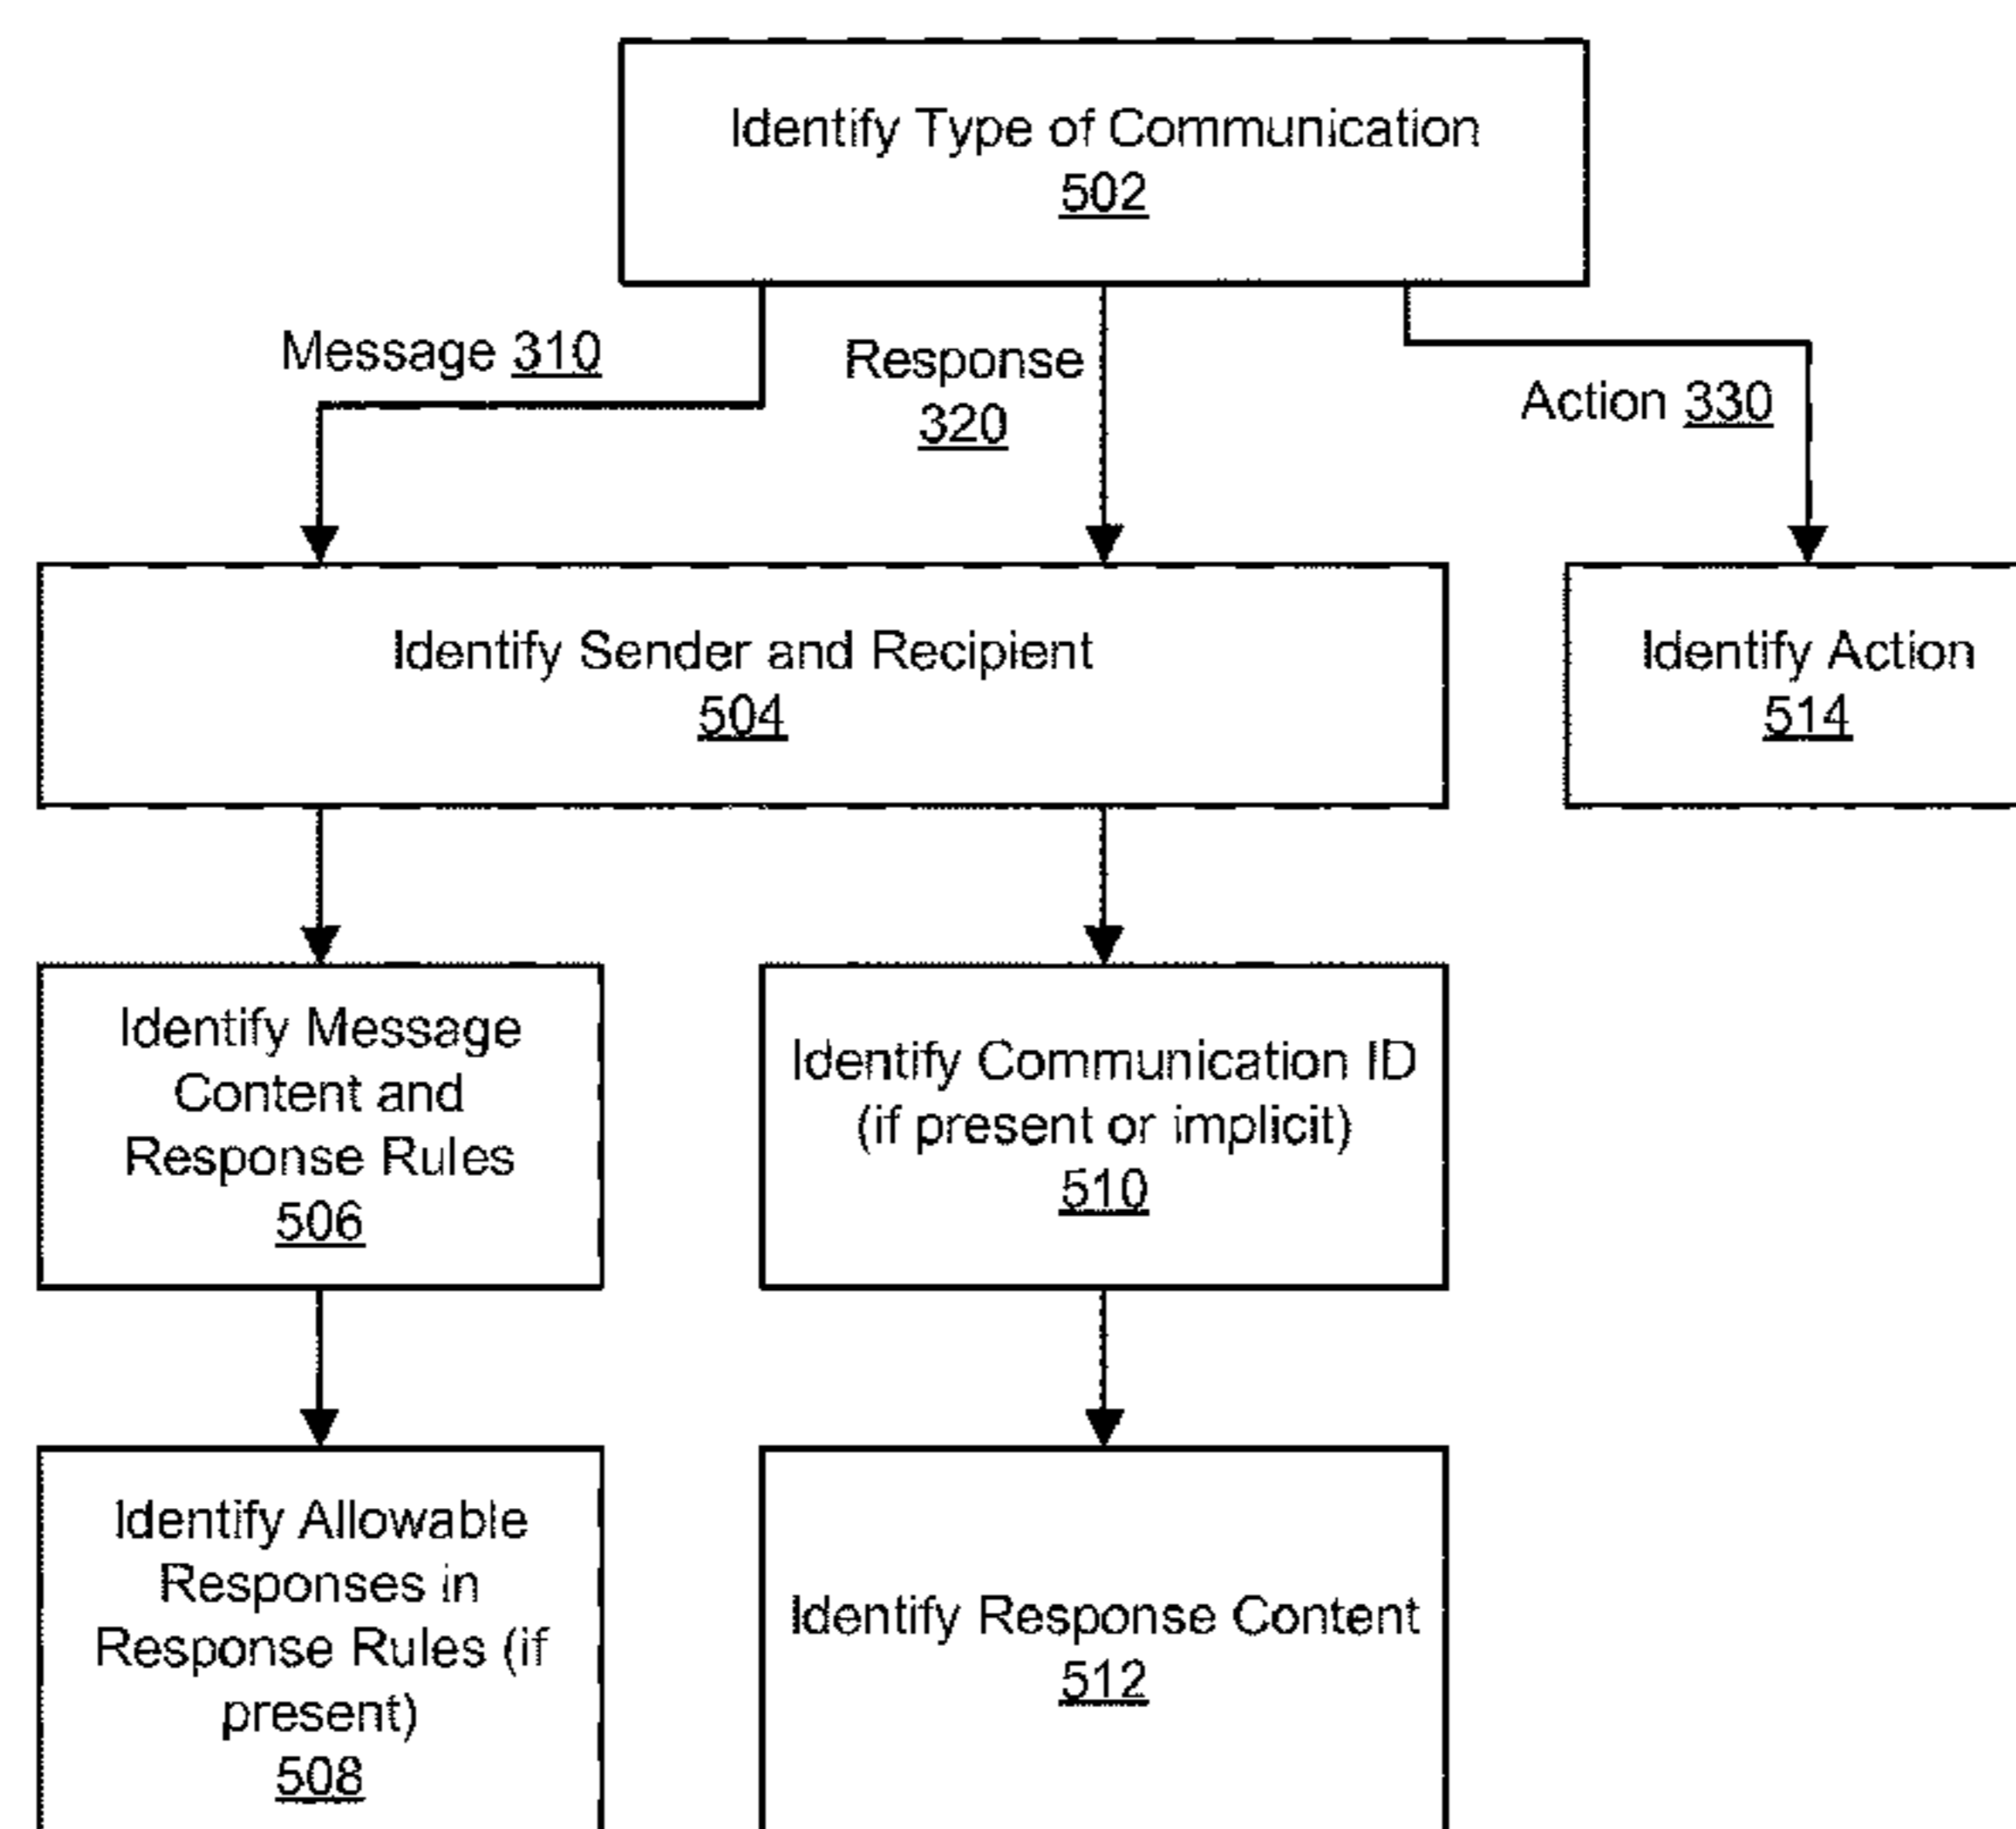 Identify Type of Communication
502
Message 310
Response
320
Action 330
Identify Sender and Recipient
504
Identify Action
514
Identify Message
Content and
Response Rules
506
Identify Communication ID
(if present or implicit)
510
Identify Allowable
Responses in
Response Rules (if
present)
508
Identify Response Content
512